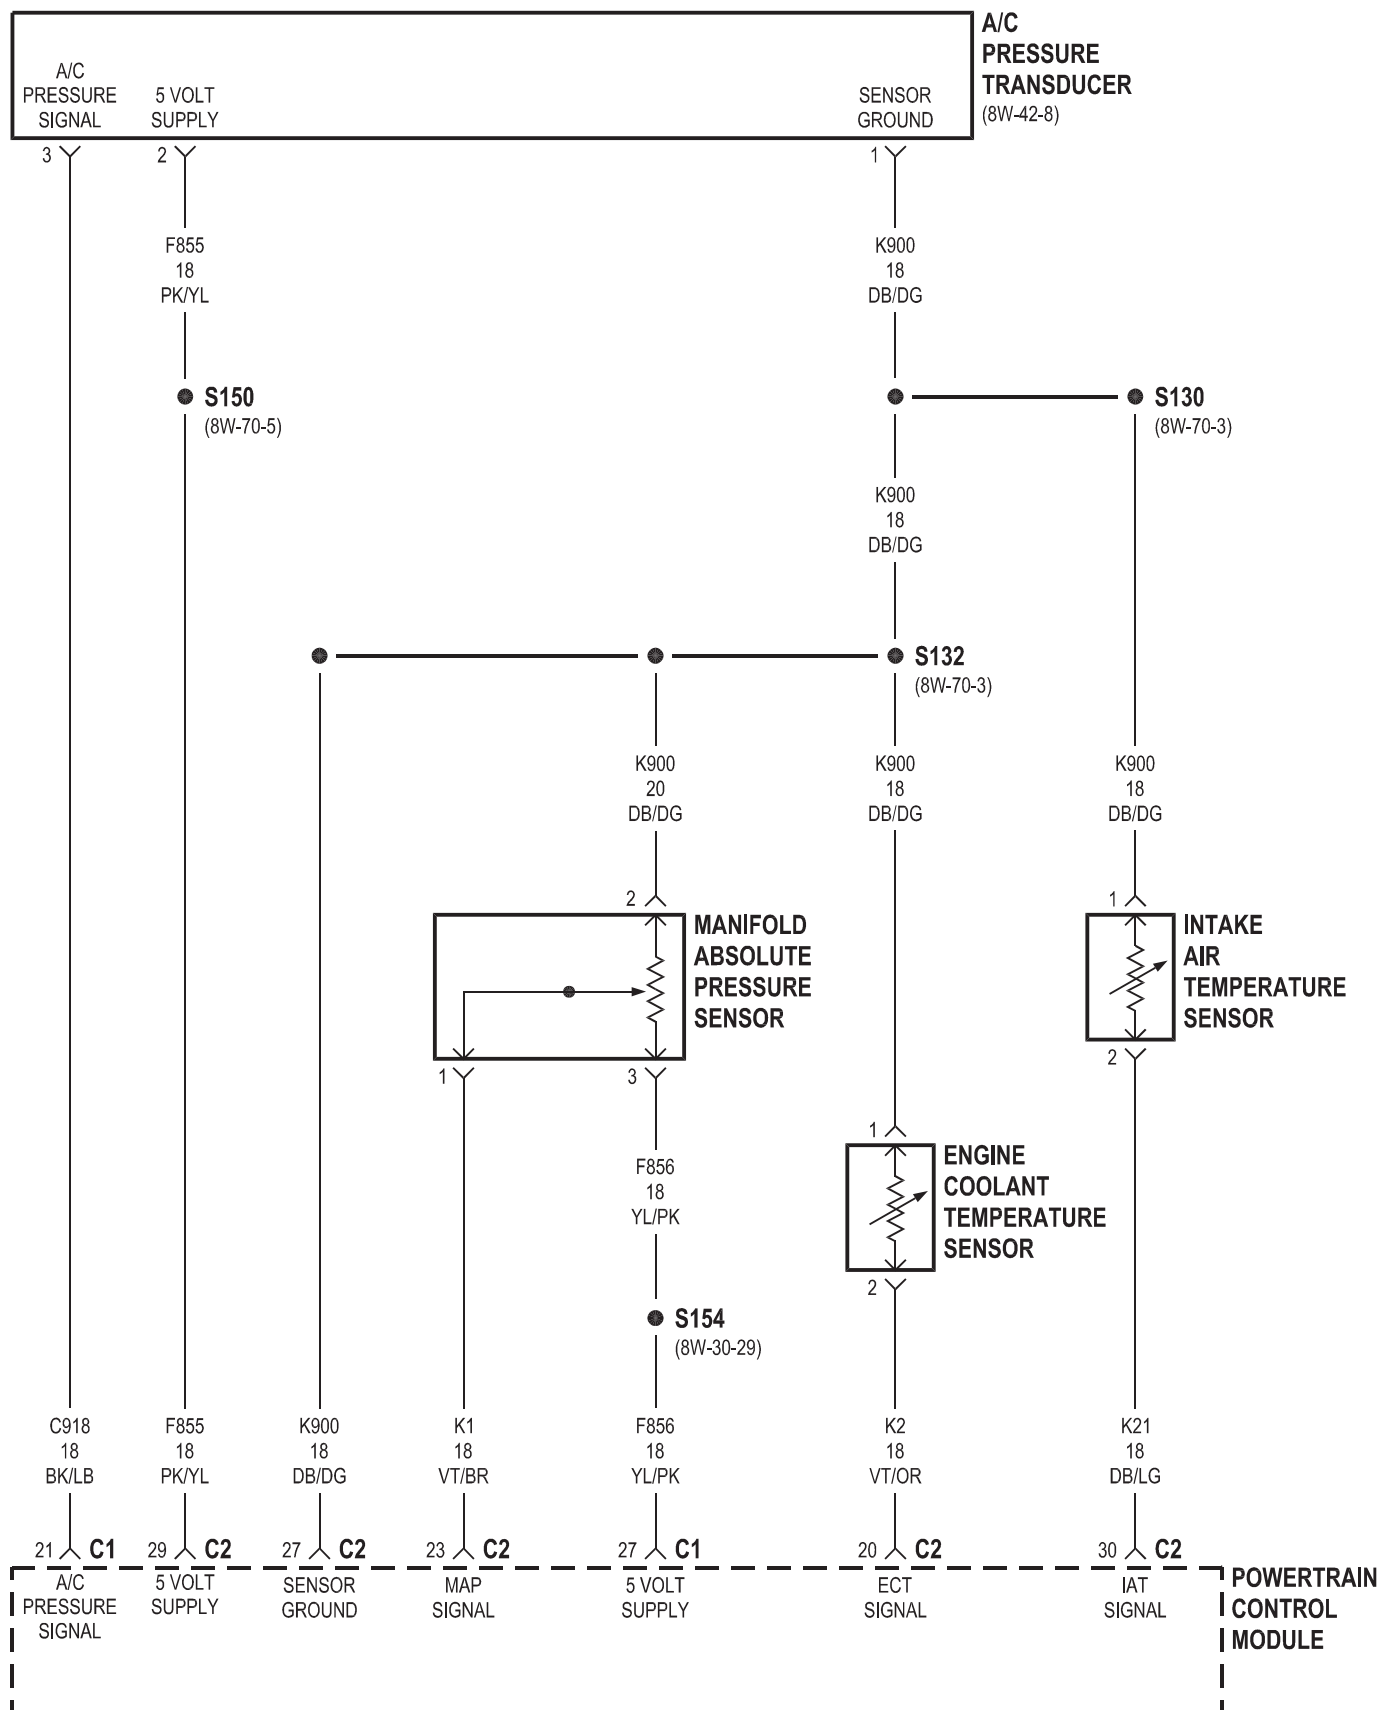 A/C
PRESSURE
TRANSDUCER
(8W-42-8)
A/C
PRESSURE
SIGNAL
5 VOLT
SUPPLY
SENSOR
GROUND
3
2
1
F855
18
PK/YL
K900
18
DB/DG
S150
(8W-70-5)
S130
(8W-70-3)
K900
18
DB/DG
S132
(8W-70-3)
K900
20
DB/DG
K900
18
DB/DG
K900
18
DB/DG
2
MANIFOLD
ABSOLUTE
PRESSURE
SENSOR
1
3
1
INTAKE
AIR
TEMPERATURE
SENSOR
2
1
ENGINE
COOLANT
TEMPERATURE
SENSOR
2
F856
18
YL/PK
S154
(8W-30-29)
C918
18
BK/LB
F855
18
PK/YL
K900
18
DB/DG
K1
18
VT/BR
F856
18
YL/PK
K2
18
VT/OR
K21
18
DB/LG
21 C1
29 C2
27 C2
23 C2
27 C1
20 C2
30 C2
A/C
PRESSURE
SIGNAL
5 VOLT
SUPPLY
SENSOR
GROUND
MAP
SIGNAL
5 VOLT
SUPPLY
ECT
SIGNAL
IAT
SIGNAL
POWERTRAIN
CONTROL
MODULE